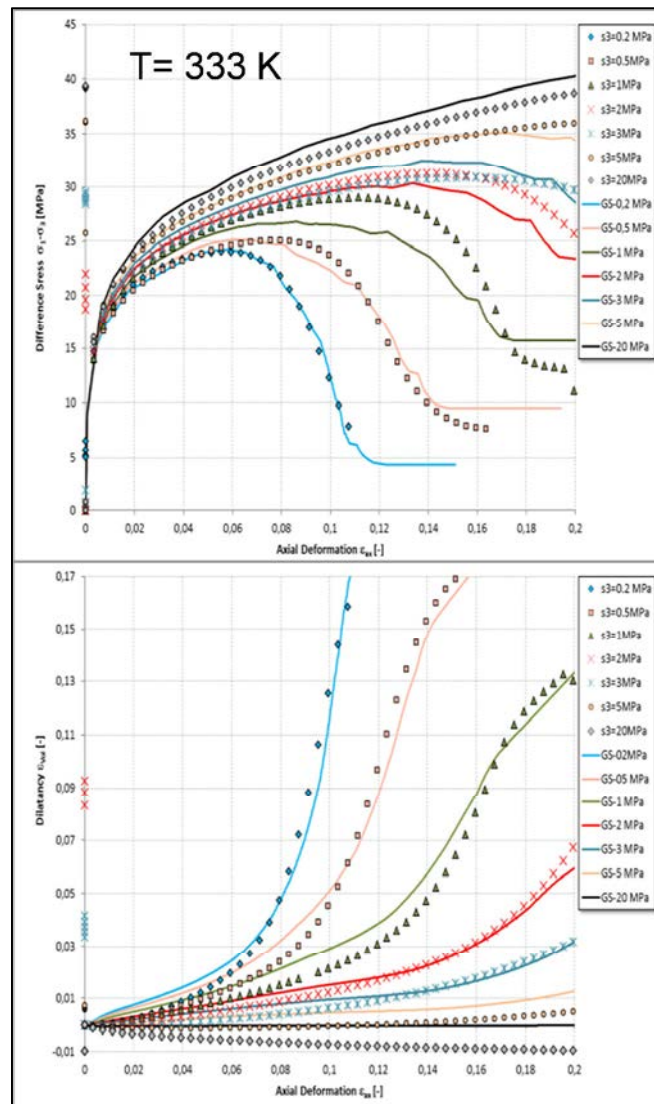 T= 333 K
Difference Sress σ1-σ3 [MPa]
45
40
35
30
25
20
15
10
5
0
0
0,02
0,04
0,06
0,08
0,1
0,12
0,14
0,16
0,18
0,2
Axial Deformation ε [-]
s3=0.2 MPa
s3=0.5MPa
s3=1MPa
s3=2MPa
s3=3MPa
s3=5MPa
s3=20MPa
GS-0,2 MPa
GS-0,5 MPa
GS-1 MPa
GS-2 MPa
GS-3 MPa
GS-5 MPa
GS-20 MPa
Dilatancy εVol [-]
0,17
0,15
0,13
0,11
0,09
0,07
0,05
0,03
0,01
-0,01
0
0,02
0,04
0,06
0,08
0,1
0,12
0,14
0,16
0,18
0,2
Axial Deformation ε [-]
s3=0.2 MPa
s3=0.5MPa
s3=1MPa
s3=2MPa
s3=3MPa
s3=5MPa
s3=20MPa
GS-02MPa
GS-05 MPa
GS-1 MPa
GS-2 MPa
GS-3 MPa
GS-5 MPa
GS-20 MPa